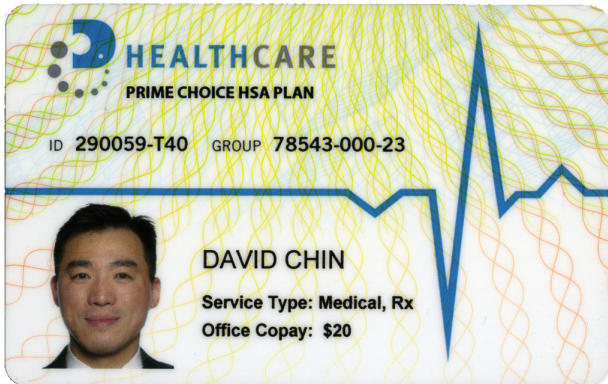 HEALTHCARE
PRIME CHOICE HSA PLAN
ID 290059-T40 GROUP 78543-000-23
DAVID CHIN
Service Type: Medical, Rx
Office Copay: $20